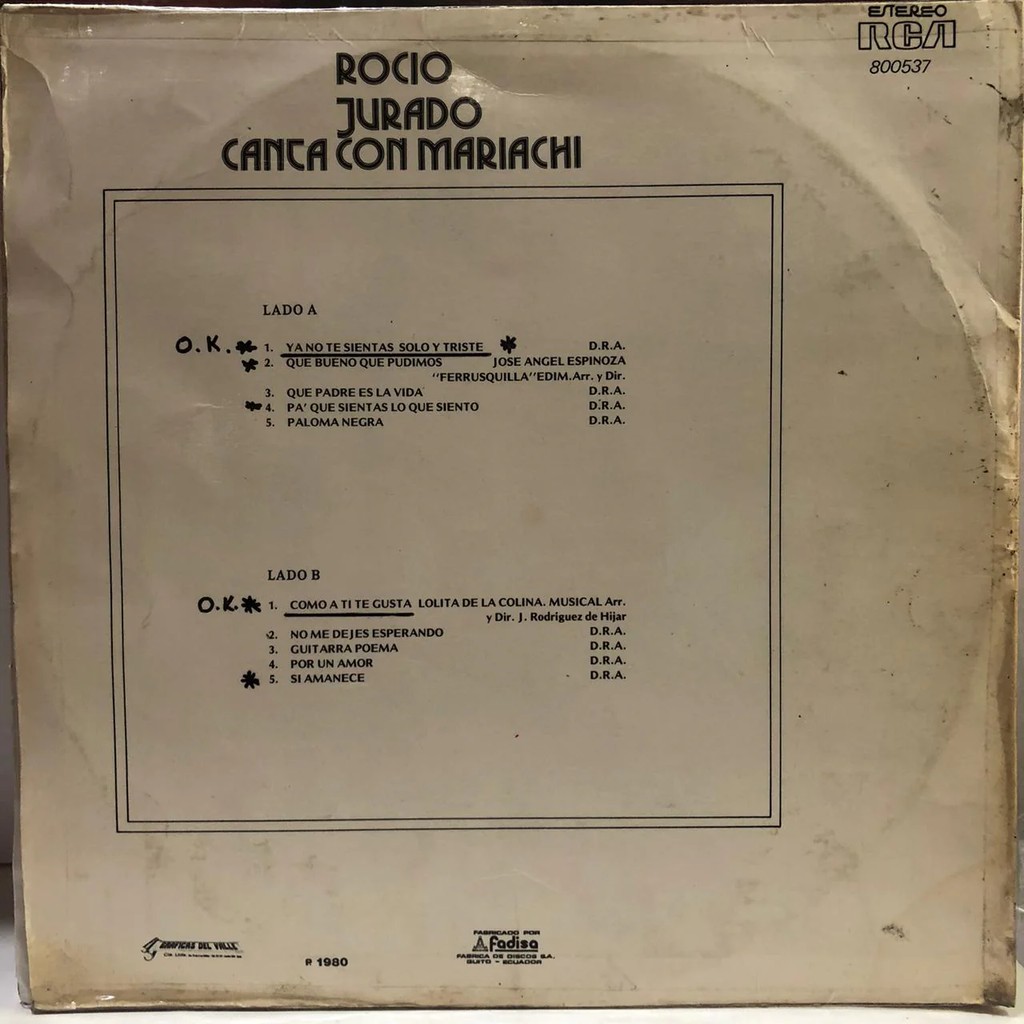 ESTEREO
RCA
800537
ROCIO
JURADO
CANTA CON MARIACHI
LADO A
O.K. * 1. YA NO TE SIENTAS SOLO Y TRISTE * D.R.A.
* 2. QUE BUENO QUE PUDIMOS JOSE ANGEL ESPINOZA
"FERRUSQUILLA" EDIM. Arr. y Dir.
3. QUE PADRE ES LA VIDA D.R.A.
* 4. PA' QUE SIENTAS LO QUE SIENTO D.R.A.
5. PALOMA NEGRA D.R.A.
LADO B
O.K. * 1. COMO A TI TE GUSTA LOLITA DE LA COLINA. MUSICAL Arr.
y Dir. J. Rodriguez de Hijar
2. NO ME DEJES ESPERANDO D.R.A.
3. GUITARRA POEMA D.R.A.
4. POR UN AMOR D.R.A.
* 5. SI AMANECE D.R.A.
GRAFICAS DEL VALLE
P 1980
FABRICADO POR
Fadisa
FABRICA DE DISCOS S.A.
QUITO - ECUADOR